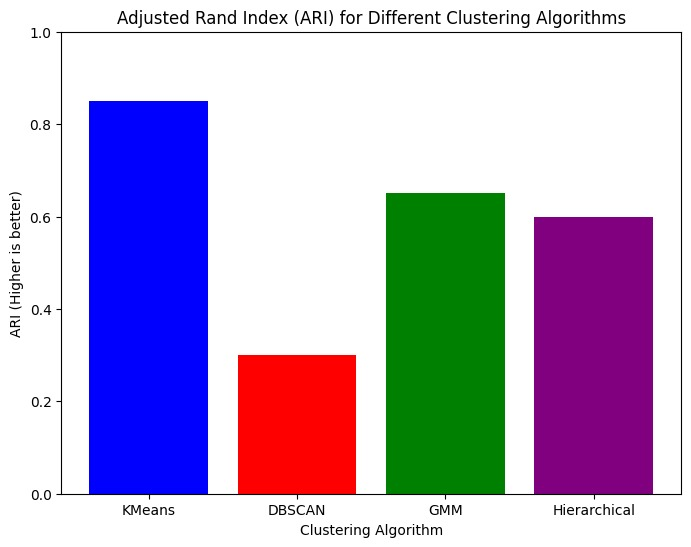 Adjusted Rand Index (ARI) for Different Clustering Algorithms
ARI (Higher is better)
1.0
0.8
0.6
0.4
0.2
0.0
KMeans
DBSCAN
GMM
Hierarchical
Clustering Algorithm